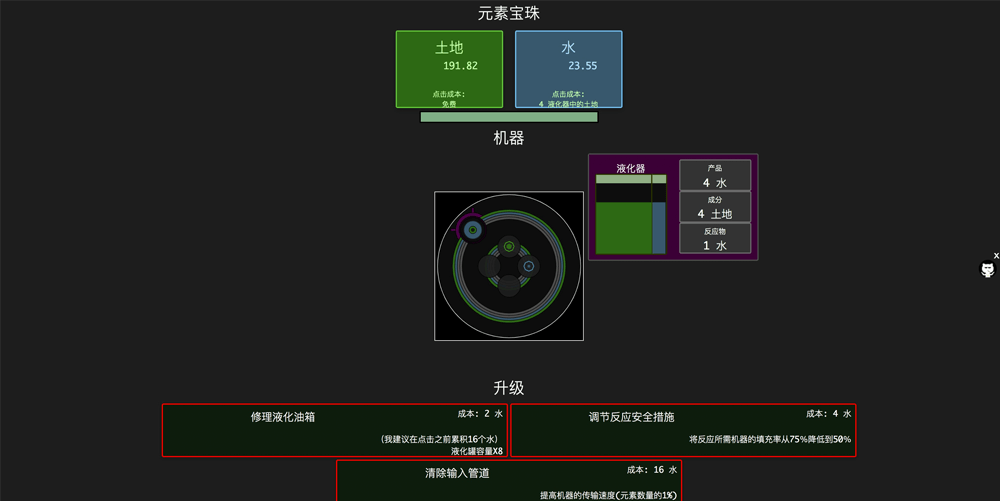 元素宝珠
土地
191.82
点击成本:
免费
水
23.55
点击成本:
4 液化器中的土地
机器
液化器
产品
4 水
成分
4 土地
反应物
1 水
x
升级
修理液化油箱
成本: 2 水
(我建议在点击之前累积16个水)
液化罐容量X8
调节反应安全措施
成本: 4 水
将反应所需机器的填充率从75%降低到50%
清除输入管道
成本: 16 水
提高机器的传输速度(元素数量的1%)